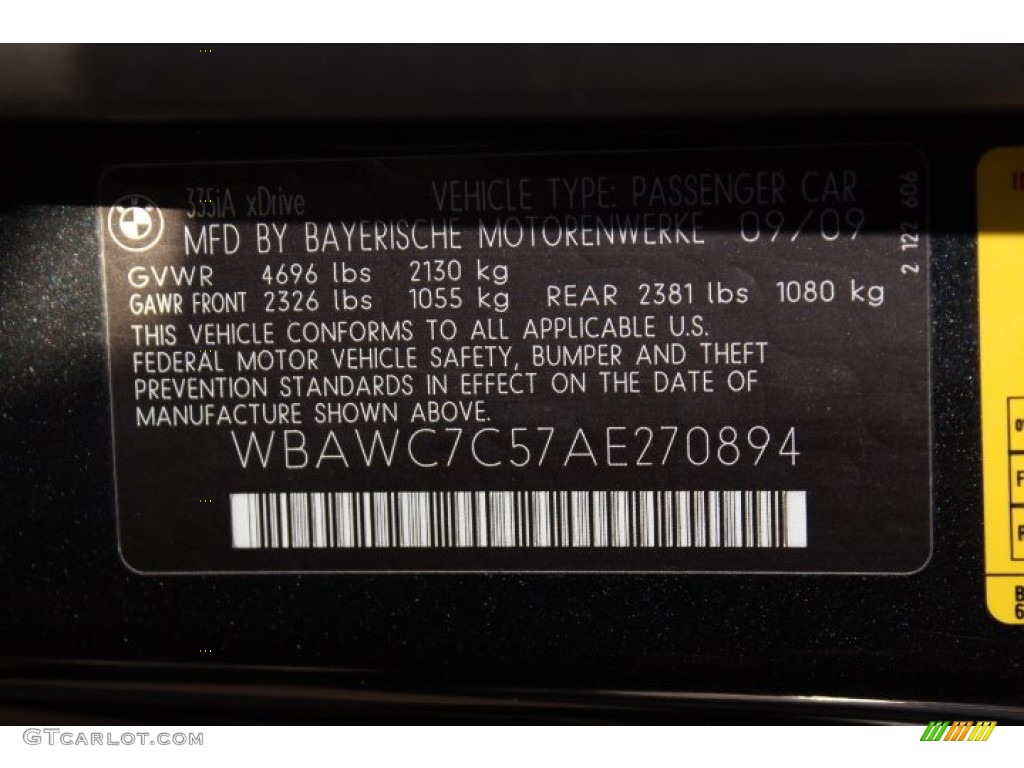 335iA xDrive VEHICLE TYPE: PASSENGER CAR
MFD BY BAYERISCHE MOTORENWERKE 09/09
GVWR 4696 lbs 2130 kg
GAWR FRONT 2326 lbs 1055 kg REAR 2381 lbs 1080 kg
THIS VEHICLE CONFORMS TO ALL APPLICABLE U.S.
FEDERAL MOTOR VEHICLE SAFETY, BUMPER AND THEFT
PREVENTION STANDARDS IN EFFECT ON THE DATE OF
MANUFACTURE SHOWN ABOVE.
WBAWC7C57AE270894
2 122 606
GTCARLOT.COM